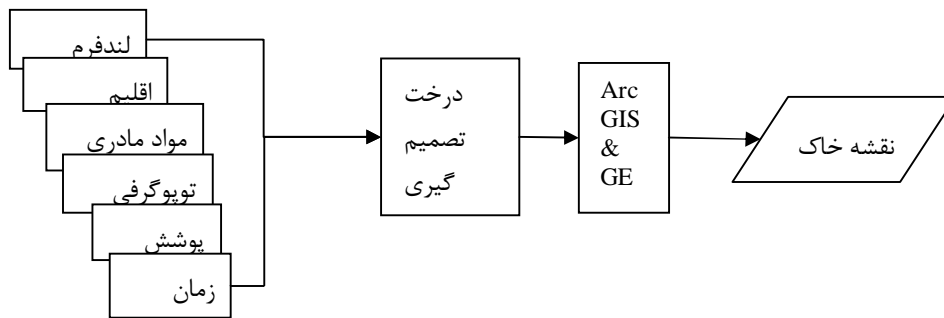 لندفرم
اقلیم
مواد مادری
توپوگرفی
پوشش
زمان
درخت
تصمیم
گیری
Arc
GIS
&
GE
نقشه خاک